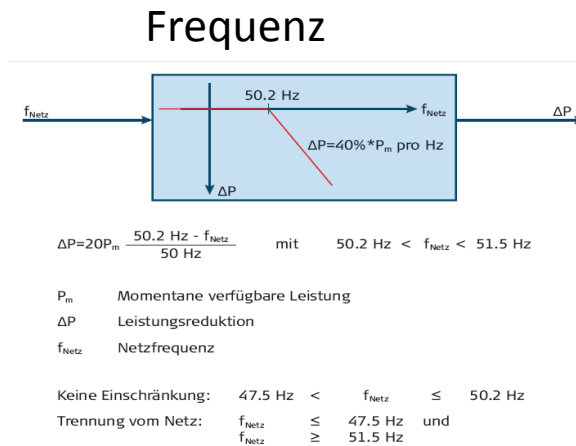 Frequenz
50.2 Hz
f_Netz
f_Netz
ΔP
ΔP=40%*P_m pro Hz
ΔP
ΔP=20P_m (50.2 Hz - f_Netz)/(50 Hz) mit 50.2 Hz < f_Netz < 51.5 Hz
P_m Momentane verfügbare Leistung
ΔP Leistungsreduktion
f_Netz Netzfrequenz
Keine Einschränkung: 47.5 Hz < f_Netz ≤ 50.2 Hz
Trennung vom Netz: f_Netz ≤ 47.5 Hz und
f_Netz ≥ 51.5 Hz